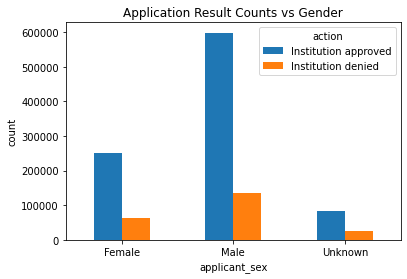 Application Result Counts vs Gender
action
Institution approved
Institution denied
count
600000
500000
400000
300000
200000
100000
0
Female
Male
Unknown
applicant_sex